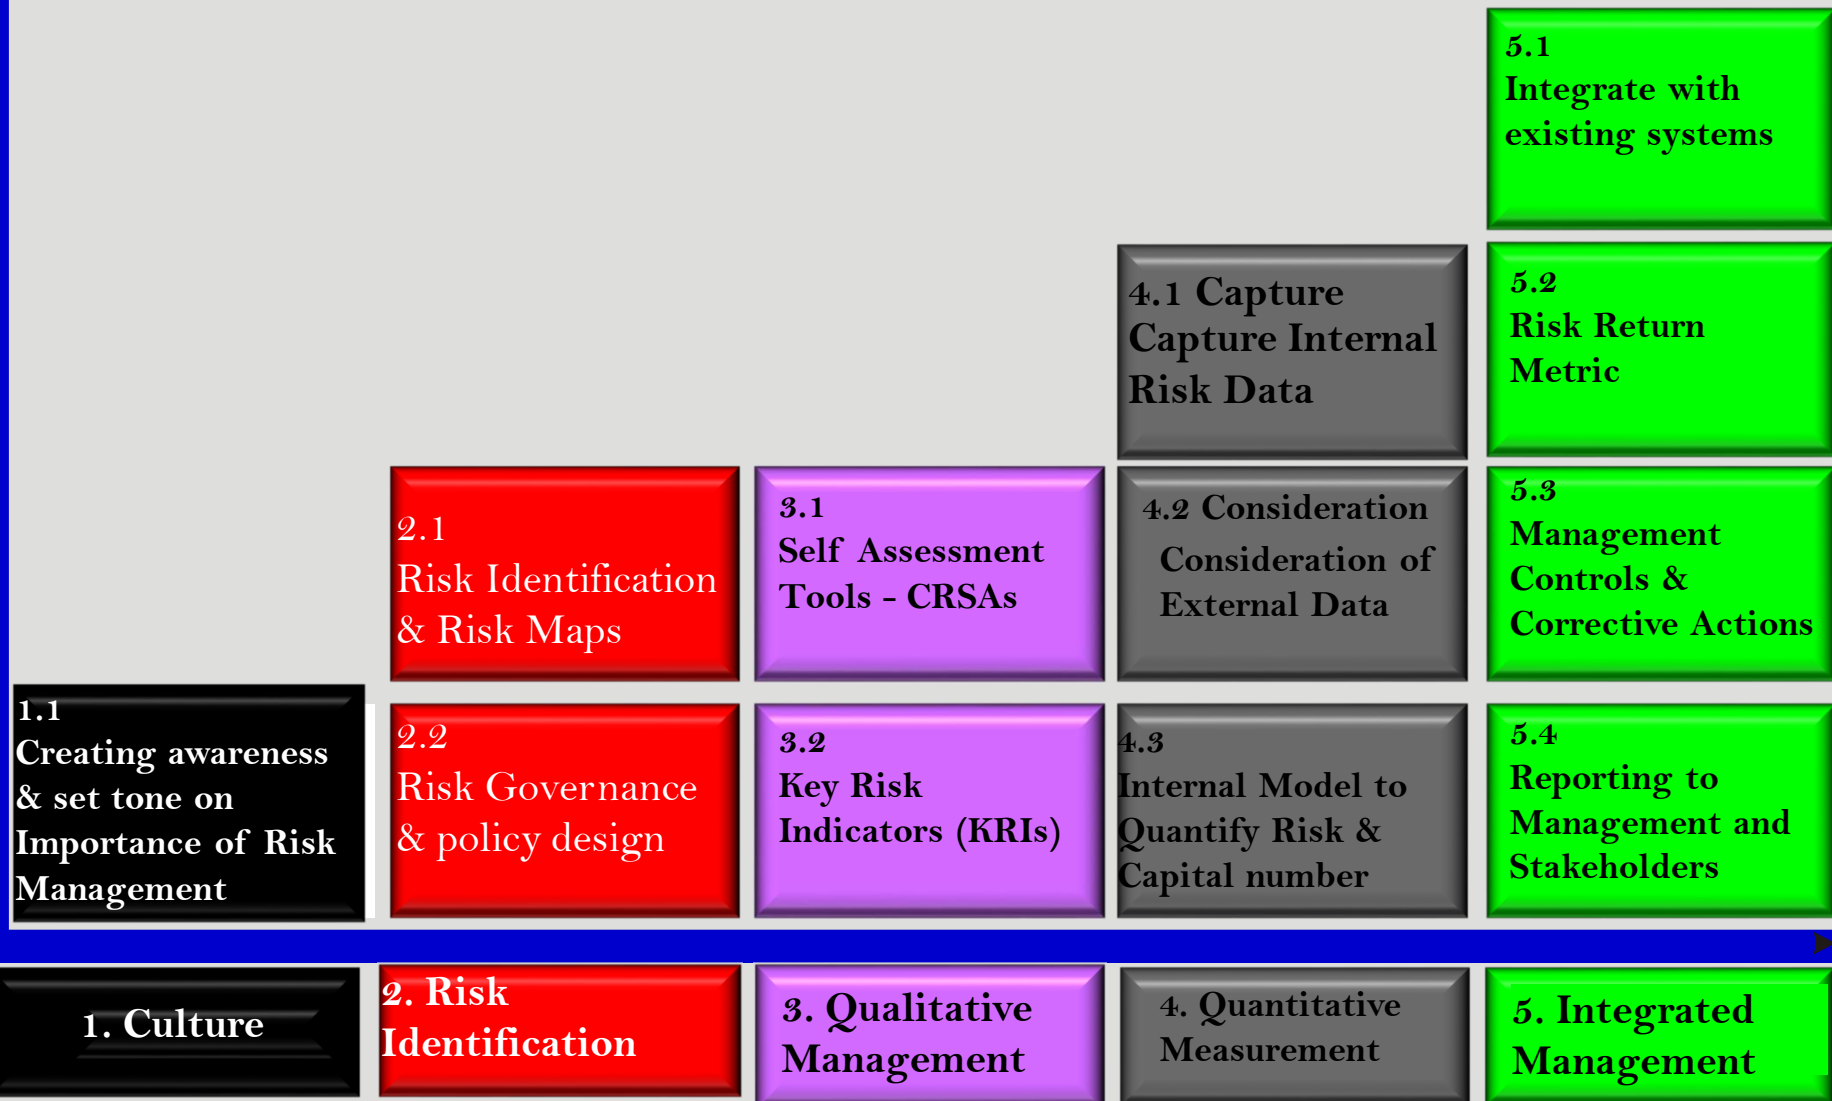 5.1
Integrate with
existing systems
4.1 Capture
Capture Internal
Risk Data
5.2
Risk Return
Metric
2.1
Risk Identification
& Risk Maps
3.1
Self Assessment
Tools - CRSAs
4.2 Consideration
Consideration of
External Data
5.3
Management
Controls &
Corrective Actions
1.1
Creating awareness
& set tone on
Importance of Risk
Management
2.2
Risk Governance
& policy design
3.2
Key Risk
Indicators (KRIs)
4.3
Internal Model to
Quantify Risk &
Capital number
5.4
Reporting to
Management and
Stakeholders
1. Culture
2. Risk
Identification
3. Qualitative
Management
4. Quantitative
Measurement
5. Integrated
Management